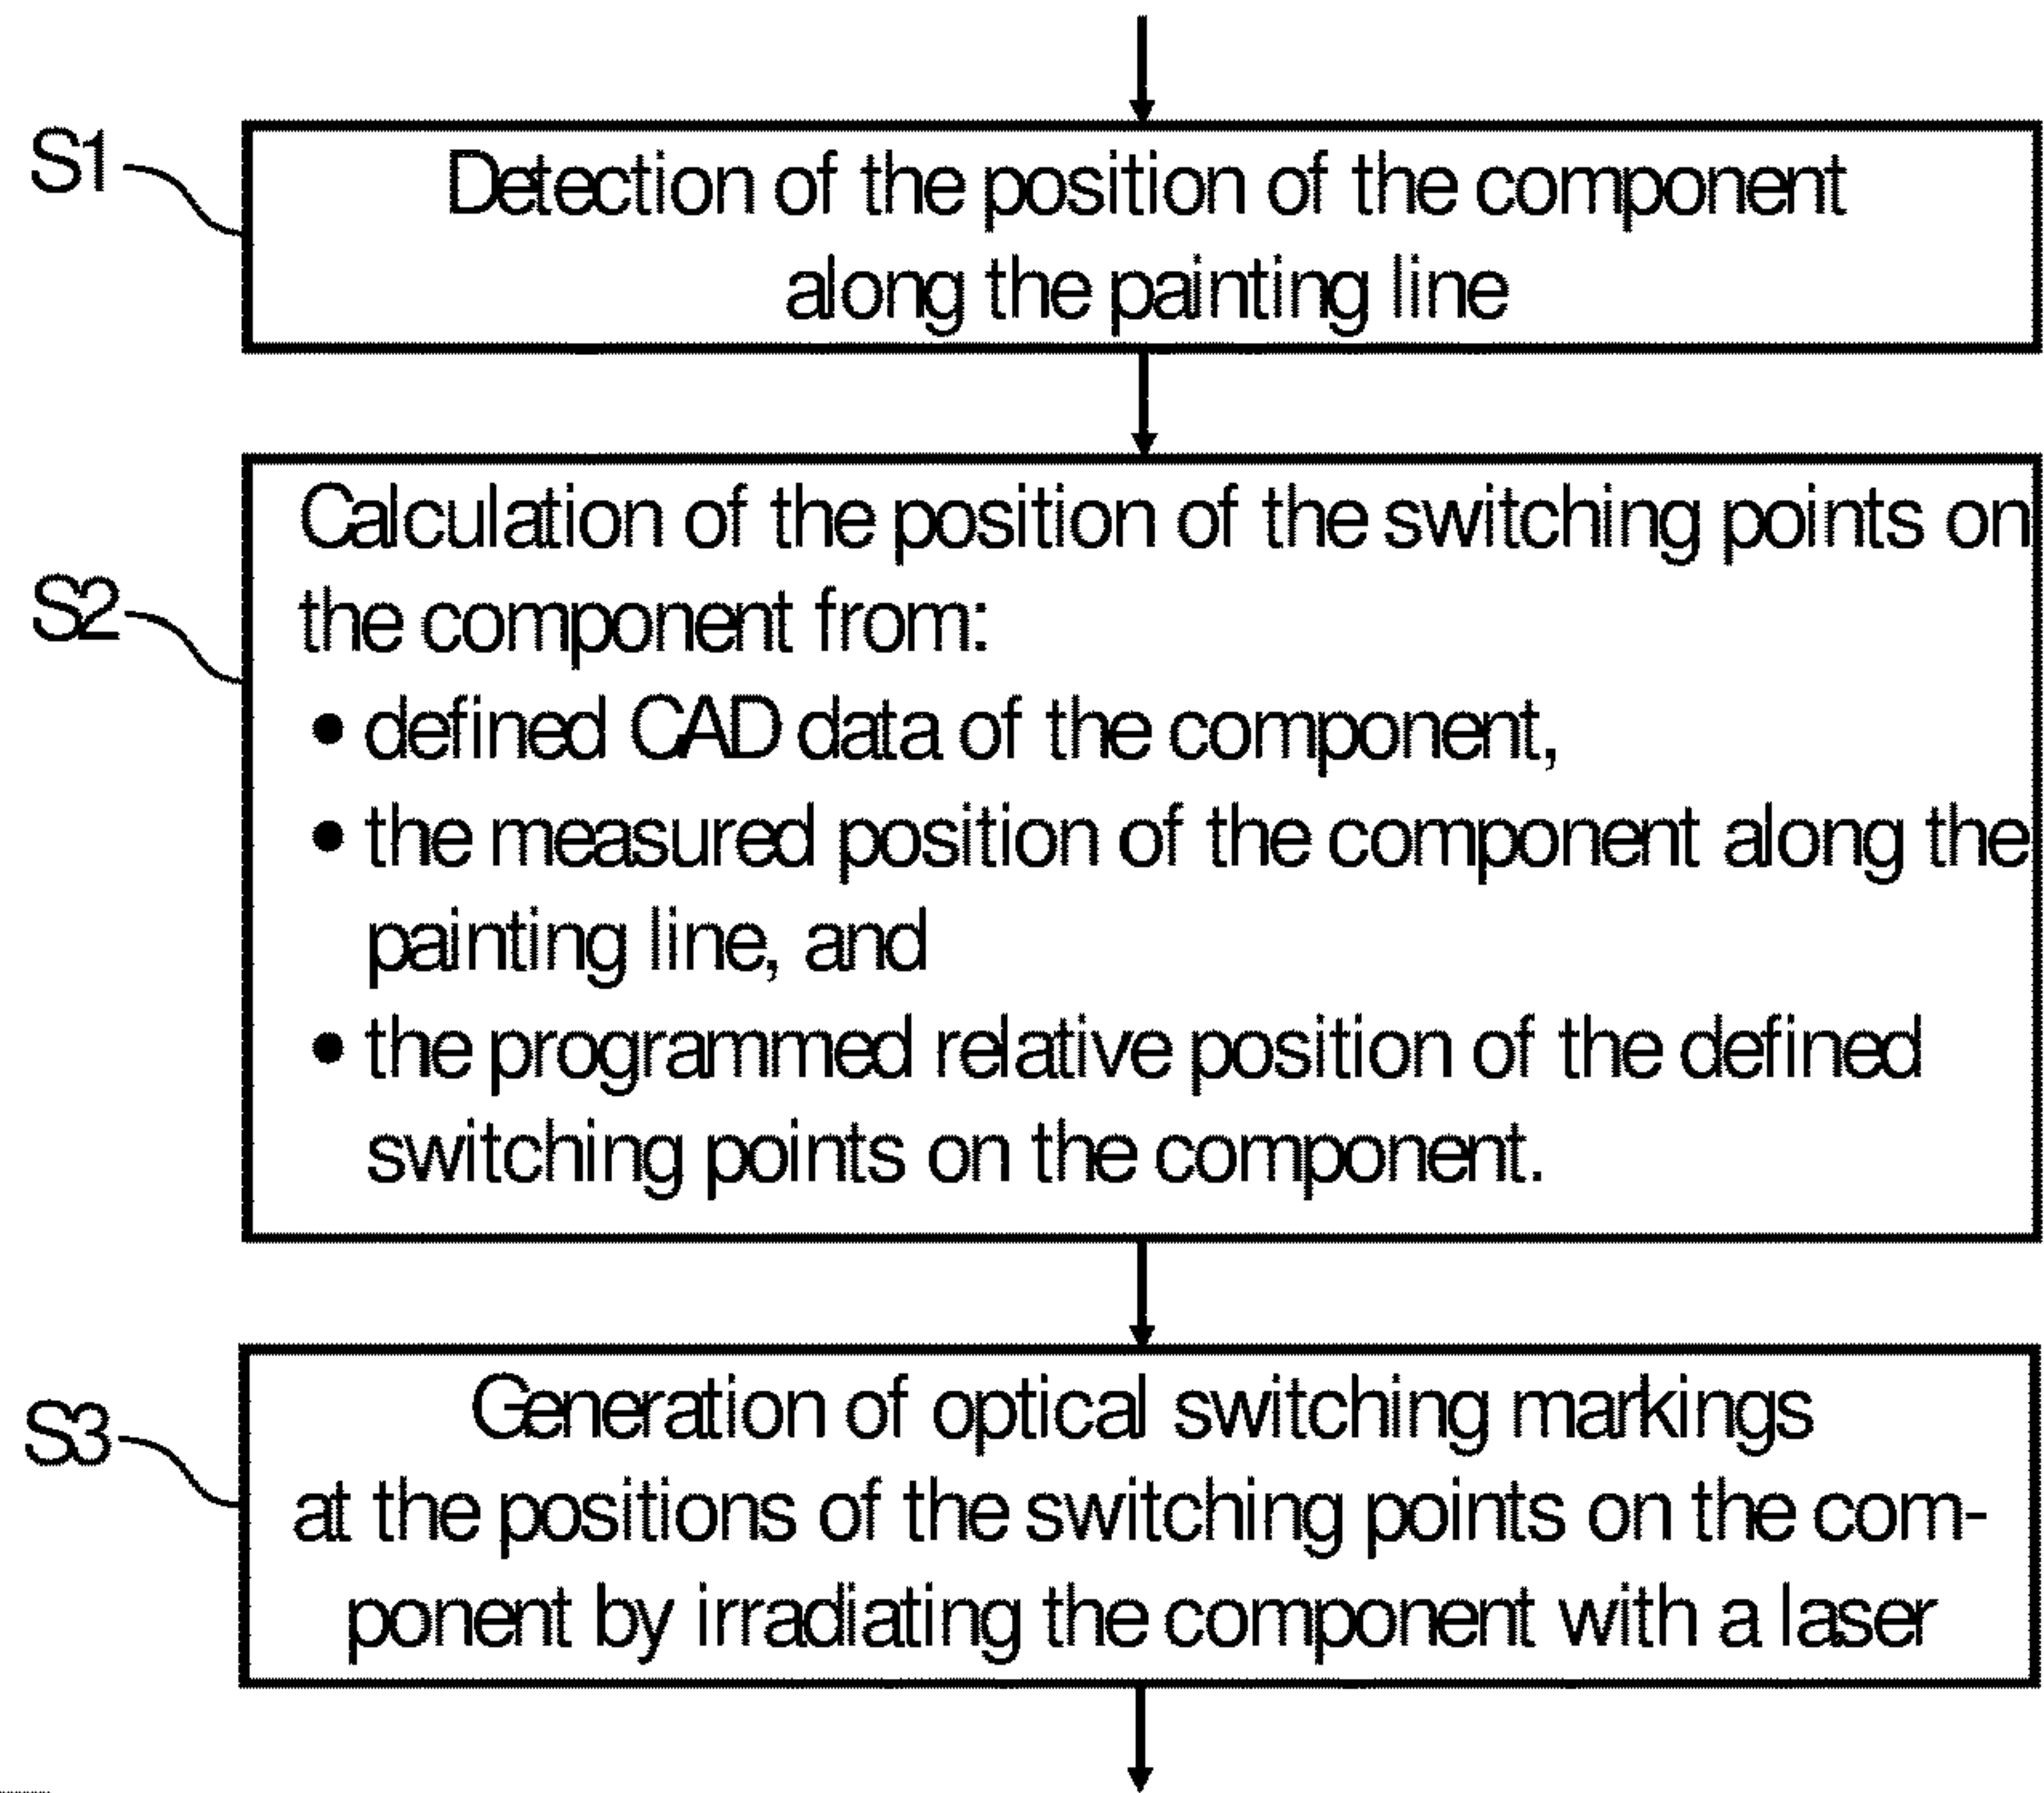 S1
Detection of the position of the component
along the painting line
S2
Calculation of the position of the switching points on
the component from:
• defined CAD data of the component,
• the measured position of the component along the
painting line, and
• the programmed relative position of the defined
switching points on the component.
S3
Generation of optical switching markings
at the positions of the switching points on the com-
ponent by irradiating the component with a laser